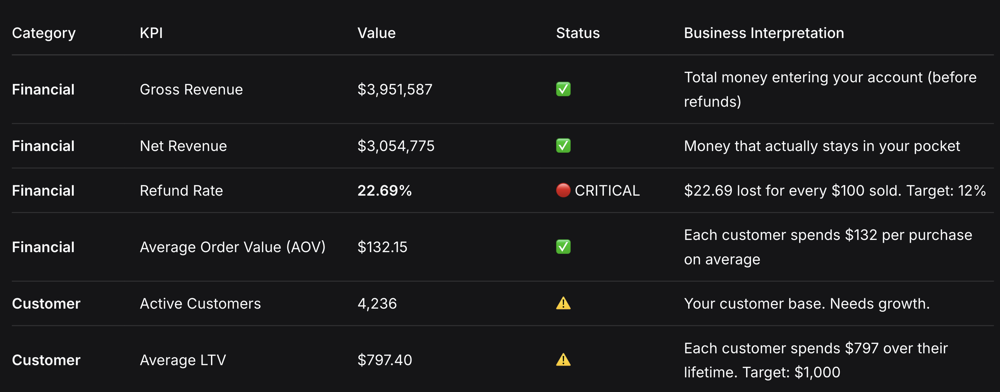 Category KPI Value Status Business Interpretation
Financial Gross Revenue $3,951,587 ✅ Total money entering your account (before
refunds)
Financial Net Revenue $3,054,775 ✅ Money that actually stays in your pocket
Financial Refund Rate 22.69% 🔴 CRITICAL $22.69 lost for every $100 sold. Target: 12%
Financial Average Order Value (AOV) $132.15 ✅ Each customer spends $132 per purchase
on average
Customer Active Customers 4,236 ⚠️ Your customer base. Needs growth.
Customer Average LTV $797.40 ⚠️ Each customer spends $797 over their
lifetime. Target: $1,000